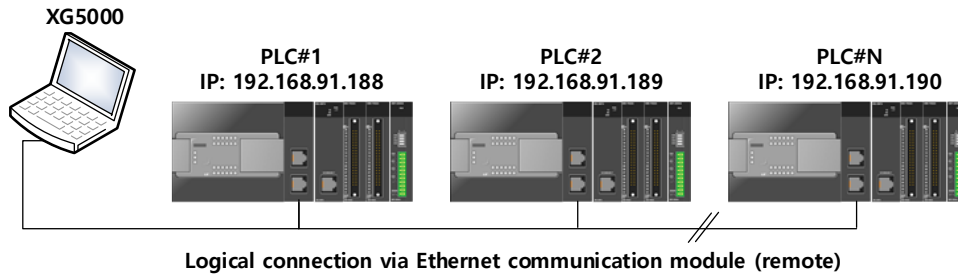 XG5000
PLC#1
IP: 192.168.91.188
PLC#2
IP: 192.168.91.189
PLC#N
IP: 192.168.91.190
Logical connection via Ethernet communication module (remote)